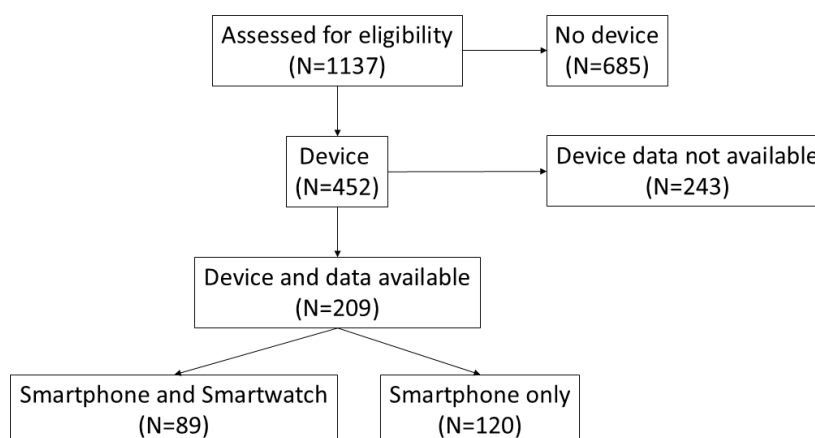 Assessed for eligibility
(N=1137)
No device
(N=685)
Device
(N=452)
Device data not available
(N=243)
Device and data available
(N=209)
Smartphone and Smartwatch
(N=89)
Smartphone only
(N=120)